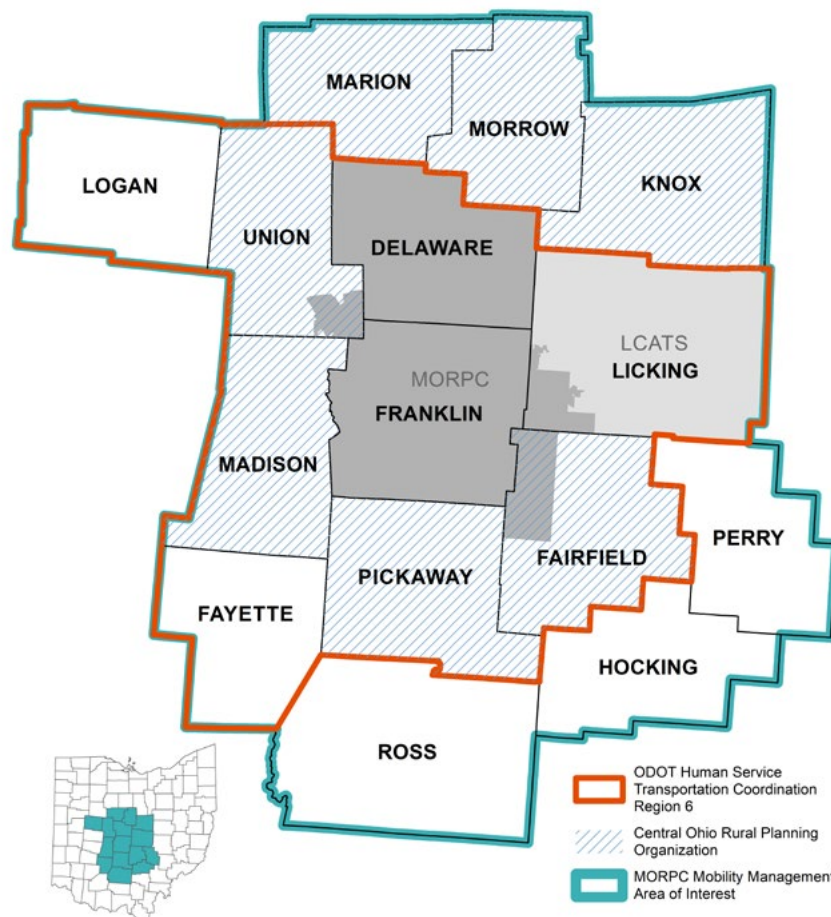 MARION
MORROW
LOGAN
KNOX
UNION
DELAWARE
LCATS
LICKING
MORPC
FRANKLIN
MADISON
PERRY
FAIRFIELD
PICKAWAY
FAYETTE
HOCKING
ROSS
ODOT Human Service
Transportation Coordination
Region 6
Central Ohio Rural Planning
Organization
MORPC Mobility Management
Area of Interest